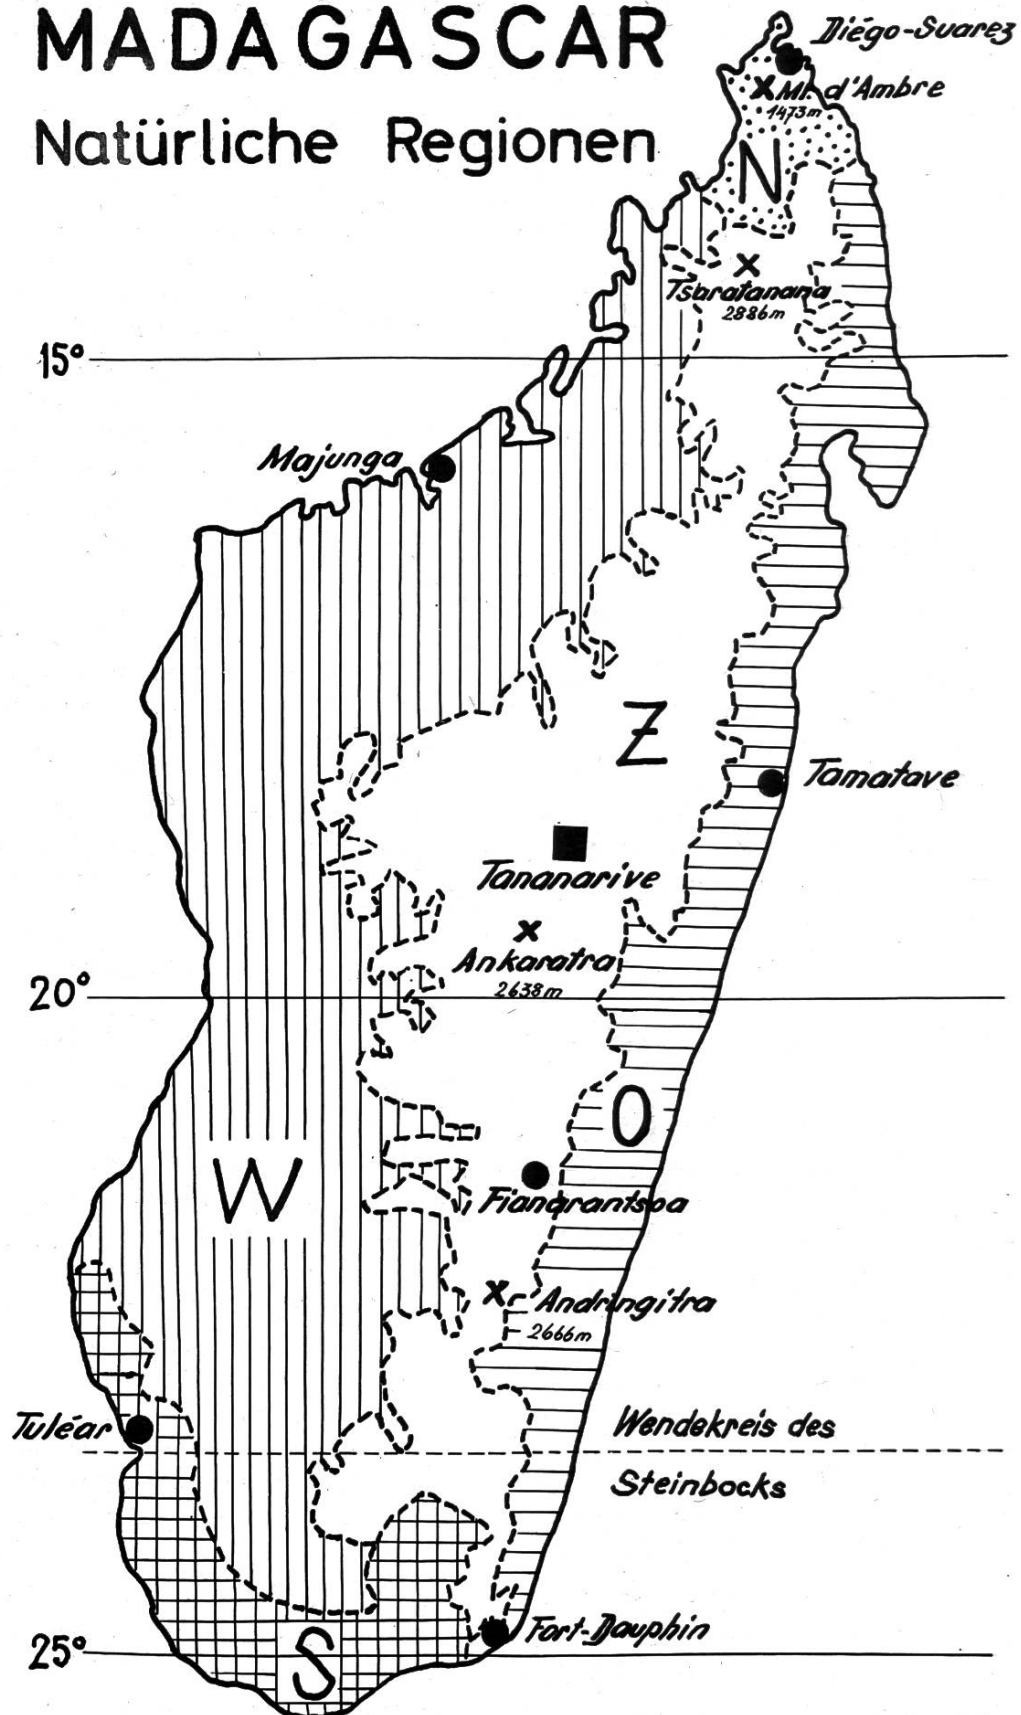 MADAGASCAR
Natürliche Regionen
Diégo-Suarez
Mt. d'Ambre
1473m
N
Tsaratanana
2886m
15°
Majunga
Z
Tamatave
Tananarive
Ankaratra
2638m
20°
O
W
Fianarantsoa
Andringitra
2666m
Tuléar
Wendekreis des
Steinbocks
Fort-Dauphin
25°
S